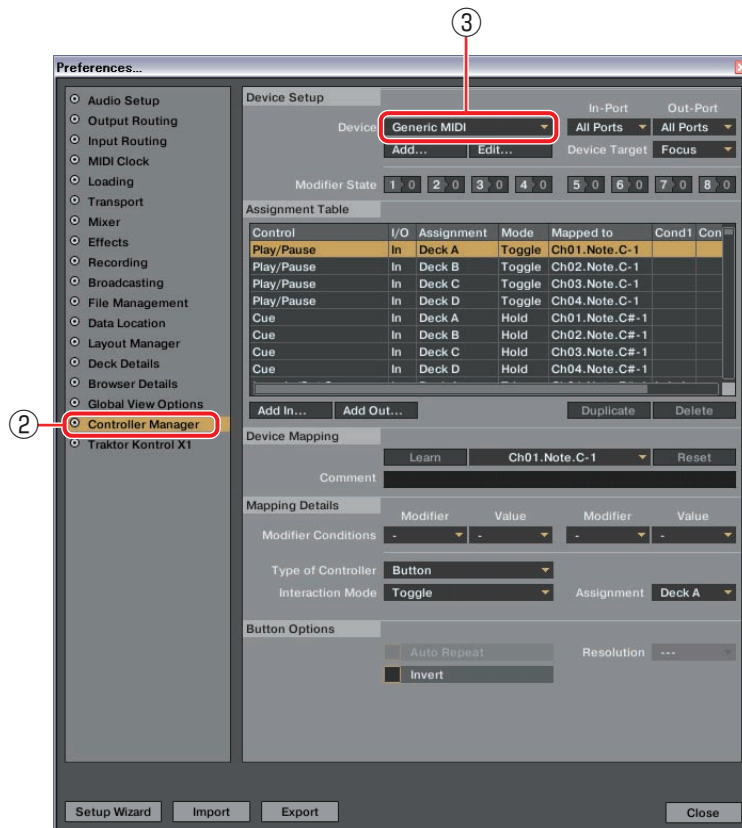 ③
Preferences...
Audio Setup
Output Routing
Input Routing
MIDI Clock
Loading
Transport
Mixer
Effects
Recording
Broadcasting
File Management
Data Location
Layout Manager
Deck Details
Browser Details
Global View Options
② Controller Manager
Traktor Kontrol X1
Device Setup
In-Port Out-Port
Device Generic MIDI All Ports All Ports
Add... Edit... Device Target Focus
Modifier State 1 0 2 0 3 0 4 0 5 0 6 0 7 0 8 0
Assignment Table
Control I/O Assignment Mode Mapped to Cond1 Con
Play/Pause In Deck A Toggle Ch01.Note.C-1
Play/Pause In Deck B Toggle Ch02.Note.C-1
Play/Pause In Deck C Toggle Ch03.Note.C-1
Play/Pause In Deck D Toggle Ch04.Note.C-1
Cue In Deck A Hold Ch01.Note.C#-1
Cue In Deck B Hold Ch02.Note.C#-1
Cue In Deck C Hold Ch03.Note.C#-1
Cue In Deck D Hold Ch04.Note.C#-1
Add In... Add Out... Duplicate Delete
Device Mapping
Learn Ch01.Note.C-1 Reset
Comment
Mapping Details
Modifier Value Modifier Value
Modifier Conditions - - - -
Type of Controller Button
Interaction Mode Toggle Assignment Deck A
Button Options
Auto Repeat Resolution ---
Invert
Setup Wizard Import Export Close